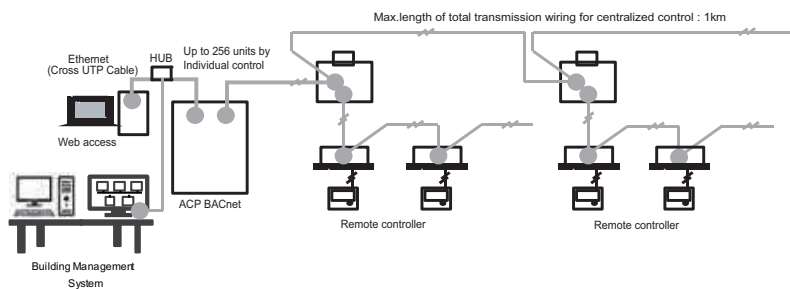 Max.length of total transmission wiring for centralized control : 1km
Ethernet
(Cross UTP Cable)
HUB
Up to 256 units by
Individual control
Web access
ACP BACnet
Remote controller
Remote controller
Building Management
System